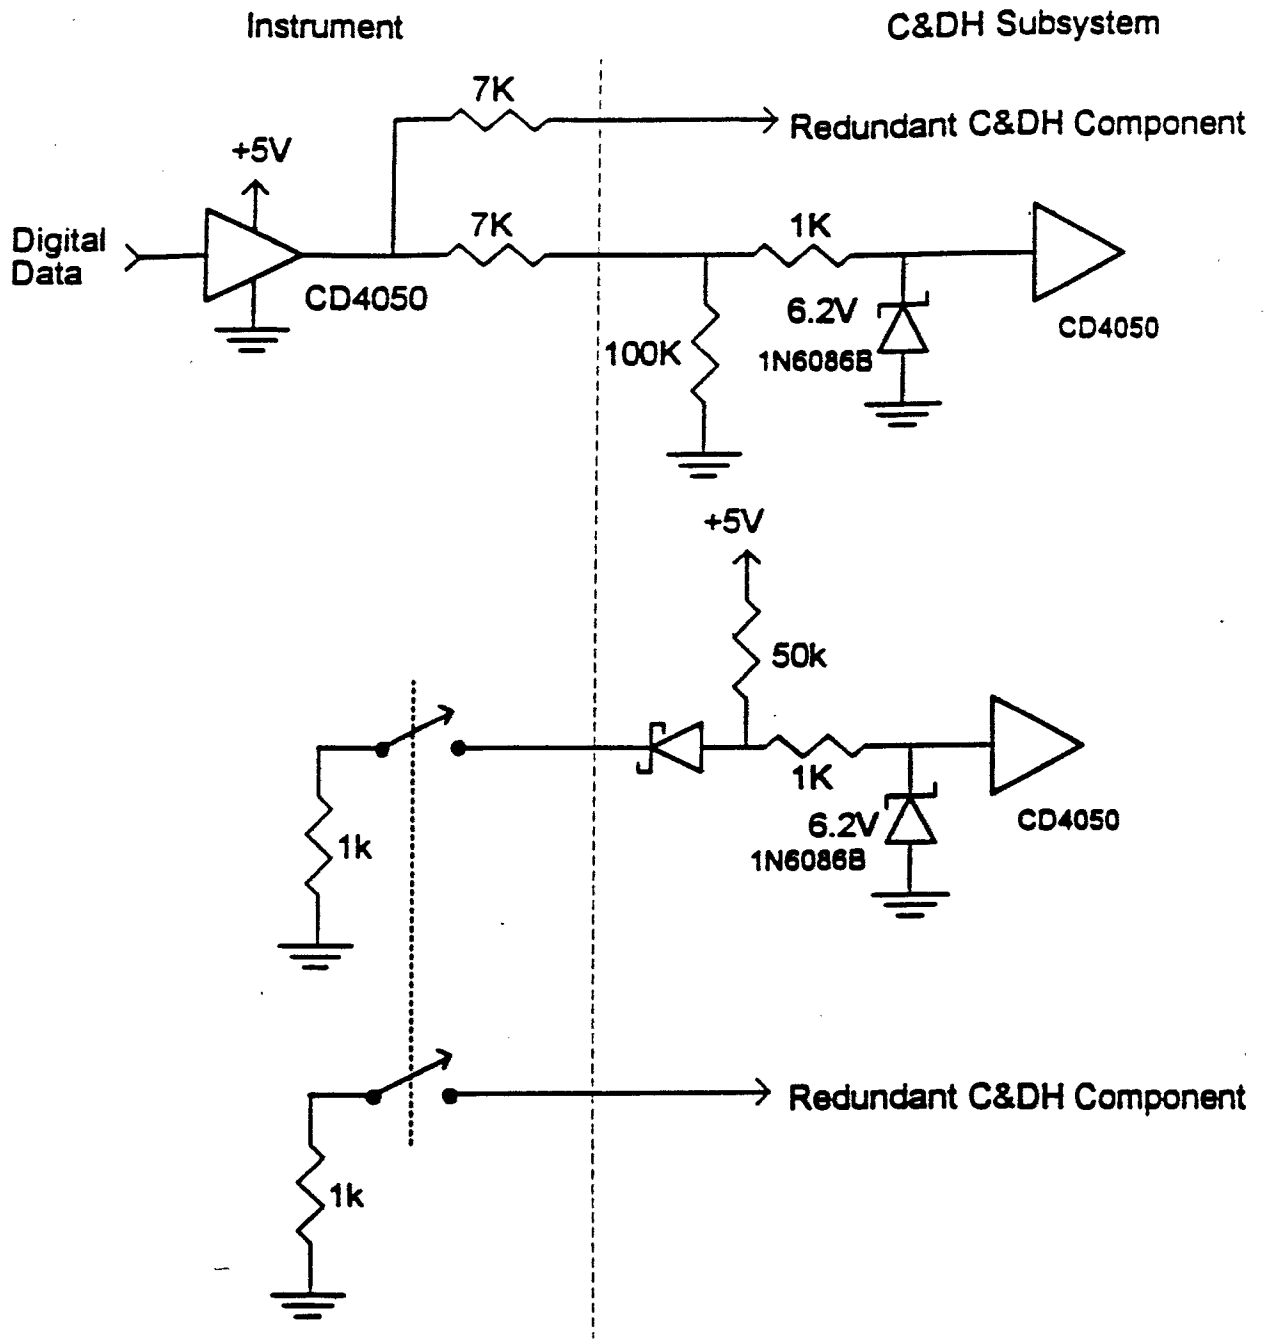 Instrument
C&DH Subsystem
7K
Redundant C&DH Component
+5V
7K
1K
Digital
Data
CD4050
6.2V
CD4050
100K
1N6086B
+5V
50k
1K
1k
6.2V
CD4050
1N6086B
Redundant C&DH Component
1k